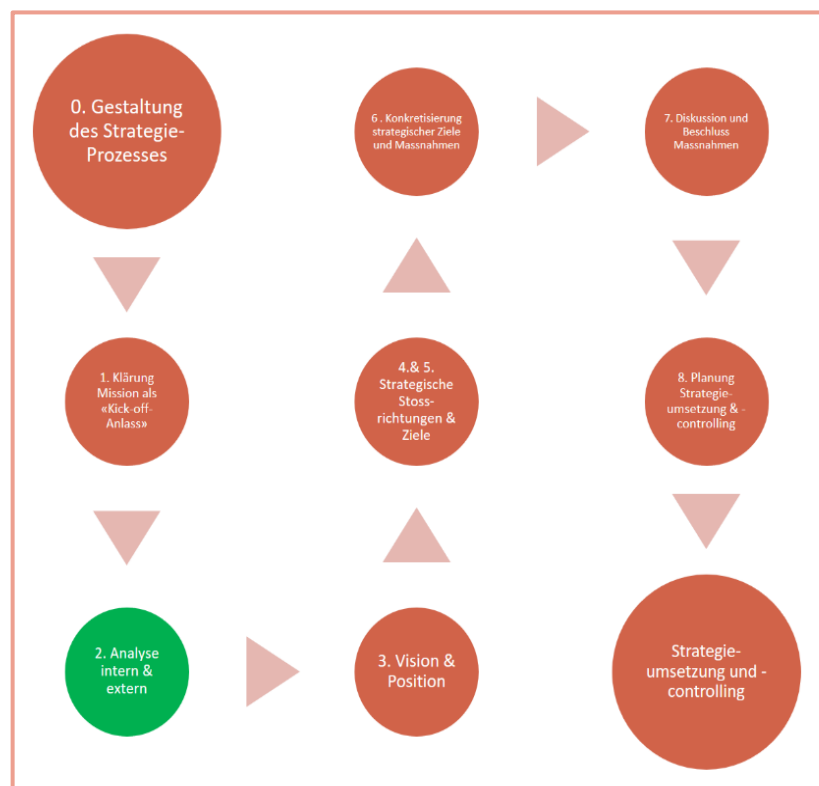 0. Gestaltung
des Strategie-
Prozesses
1. Klärung
Mission als
«Kick-off-
Anlass»
2. Analyse
intern &
extern
3. Vision &
Position
4.& 5.
Strategische
Stoss-
richtungen &
Ziele
6 . Konkretisierung
strategischer Ziele
und Massnahmen
7. Diskussion und
Beschluss
Massnahmen
8. Planung
Strategie-
umsetzung & -
controlling
Strategie-
umsetzung und -
controlling